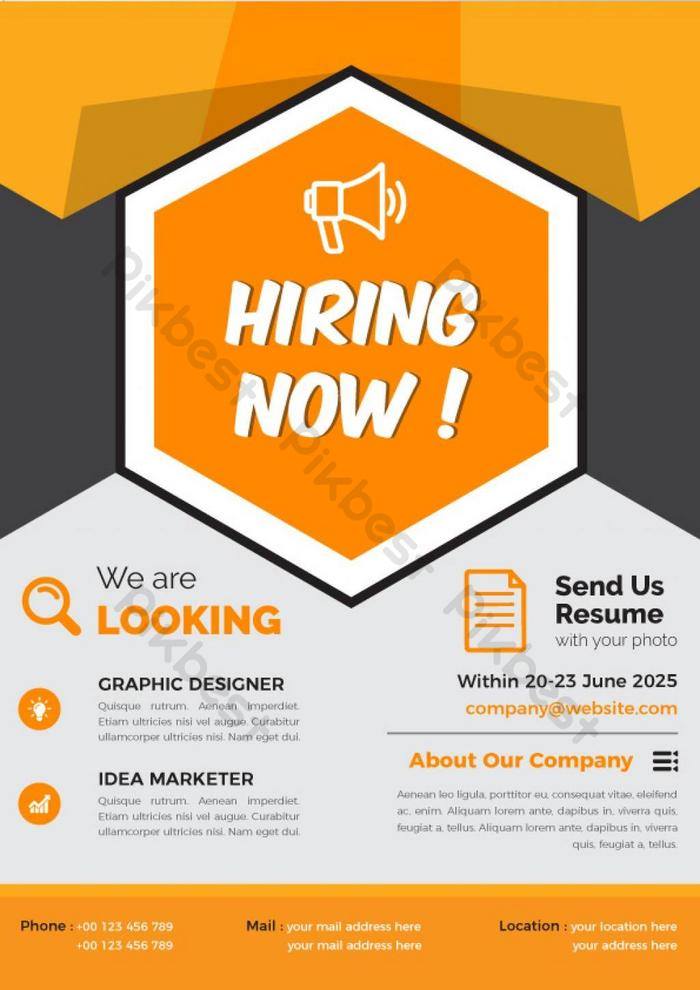 HIRING
NOW !
We are
LOOKING
GRAPHIC DESIGNER
Quisque rutrum. Aenean imperdiet.
Etiam ultricies nisi vel augue. Curabitur
ullamcorper ultricies nisi. Nam eget dui.
IDEA MARKETER
Quisque rutrum. Aenean imperdiet.
Etiam ultricies nisi vel augue. Curabitur
ullamcorper ultricies nisi. Nam eget dui.
Send Us
Resume
with your photo
Within 20-23 June 2025
company@website.com
About Our Company
Aenean leo ligula, porttitor eu, consequat vitae, eleifend
ac, enim. Aliquam lorem ante, dapibus in, viverra quis,
feugiat a, tellus. Aliquam lorem ante, dapibus in, viverra
quis, feugiat a, tellus.
Phone : +00 123 456 789
+00 123 456 789
Mail : your mail address here
your mail address here
Location : your location here
your address here
pikbest
pikbest
pikbest
pikbest
pikbest